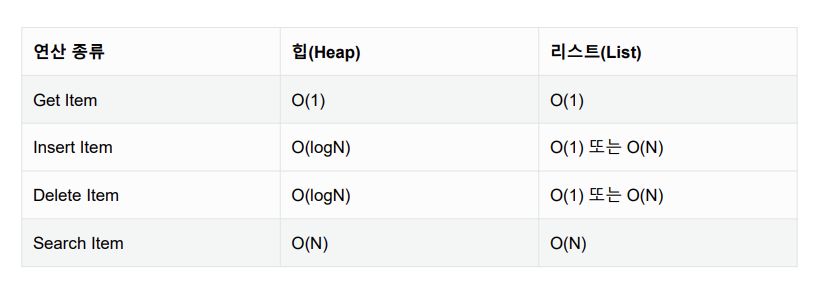 연산 종류 힙(Heap) 리스트(List)
Get Item O(1) O(1)
Insert Item O(logN) O(1) 또는 O(N)
Delete Item O(logN) O(1) 또는 O(N)
Search Item O(N) O(N)